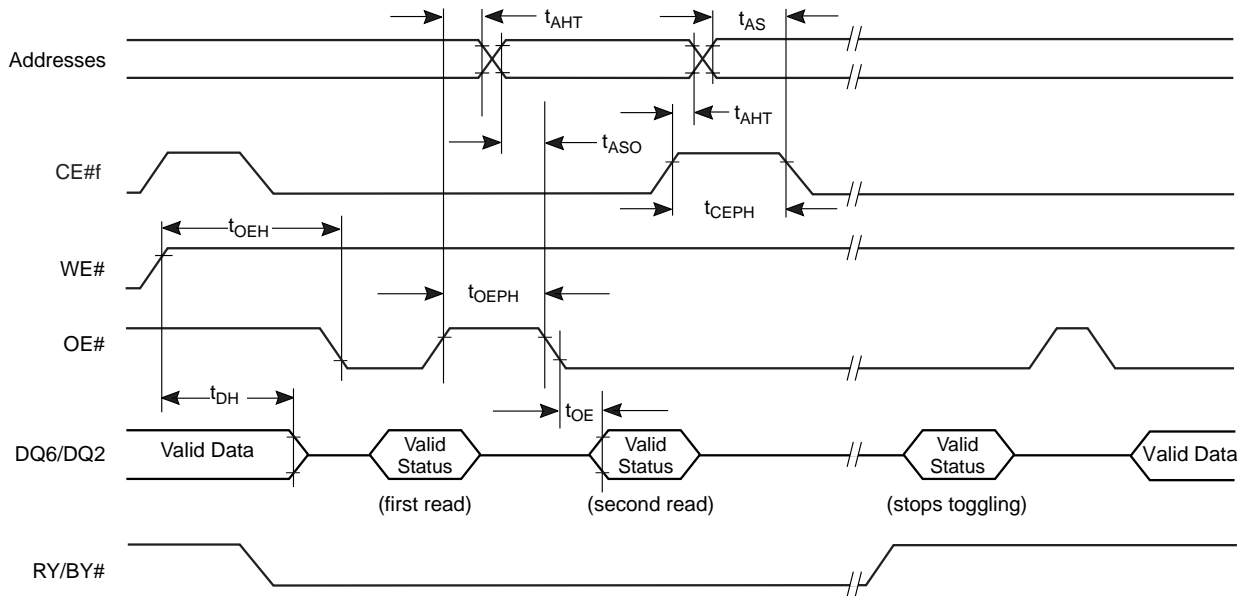 tAHT
tAS
Addresses
tAHT
tASO
CE#f
tCEPH
tOEH
WE#
tOEPH
OE#
tDH
tOE
DQ6/DQ2
Valid Data
Valid
Status
Valid
Status
Valid
Status
Valid Data
(first read)
(second read)
(stops toggling)
RY/BY#